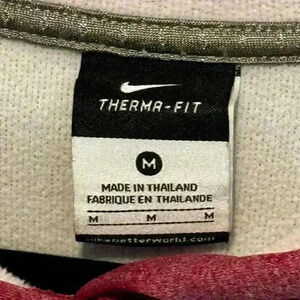 THERMA-FIT
M
MADE IN THAILAND
FABRIQUE EN THAILANDE
M M M
nikebetterworld.com